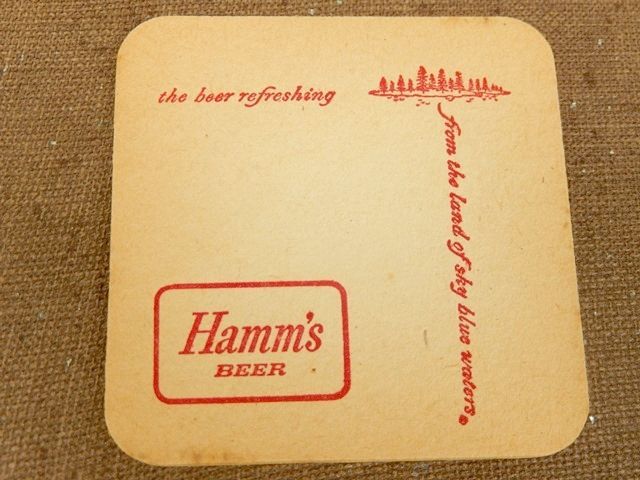 the beer refreshing
from the land of sky blue waters®
Hamm's
BEER